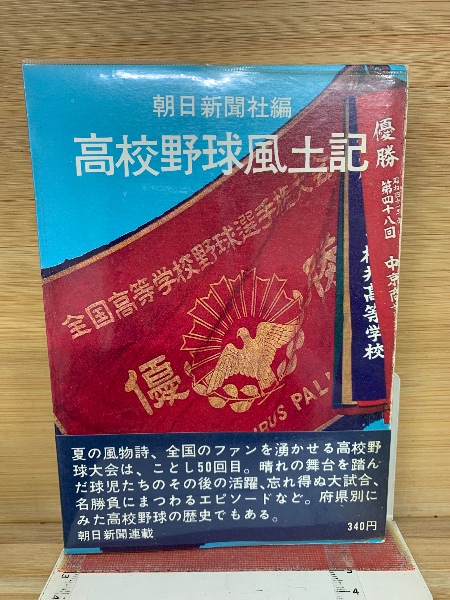 朝日新聞社編
高校野球風土記
全国高等学校野球選手権大
優
勝
優勝
第四十八回
中京商
高等学校
夏の風物詩、全国のファンを湧かせる高校野
球大会は、ことし50回目。晴れの舞台を踏ん
だ球児たちのその後の活躍、忘れ得ぬ大試合、
名勝負にまつわるエピソードなど。府県別に
みた高校野球の歴史でもある。
朝日新聞連載
340円